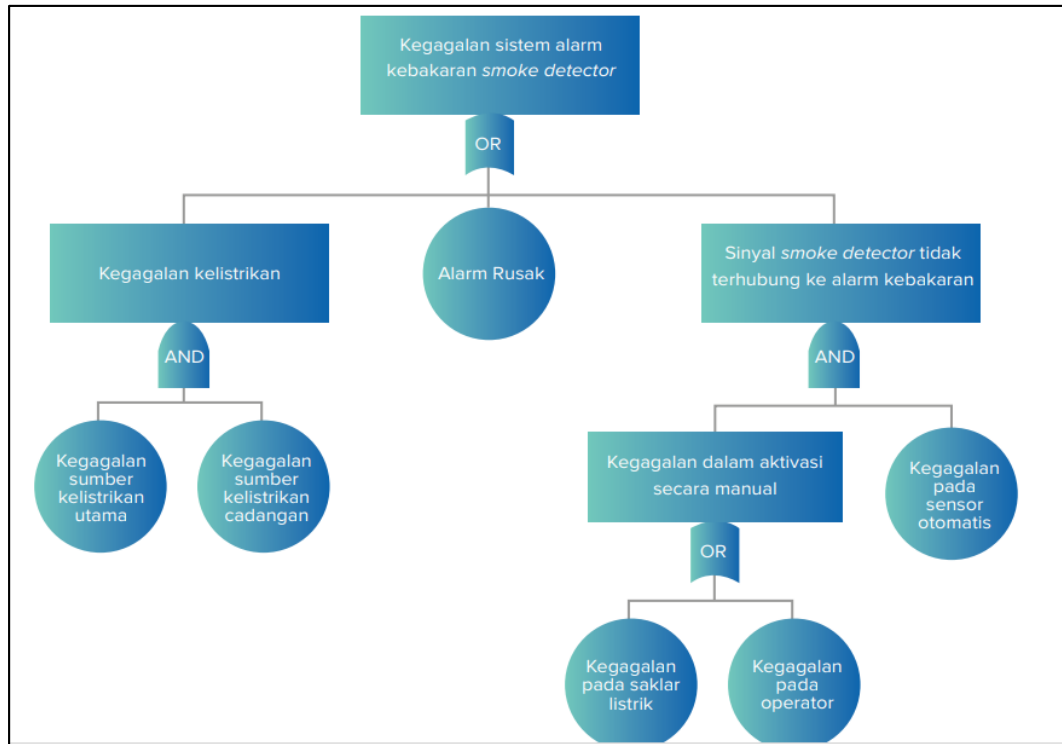 Kegagalan sistem alarm
kebakaran smoke detector
OR
Kegagalan kelistrikan
Alarm Rusak
Sinyal smoke detector tidak
terhubung ke alarm kebakaran
AND
AND
Kegagalan
sumber
kelistrikan
utama
Kegagalan
sumber
kelistrikan
cadangan
Kegagalan dalam aktivasi
secara manual
Kegagalan
pada
sensor
otomatis
OR
Kegagalan
pada saklar
listrik
Kegagalan
pada
operator